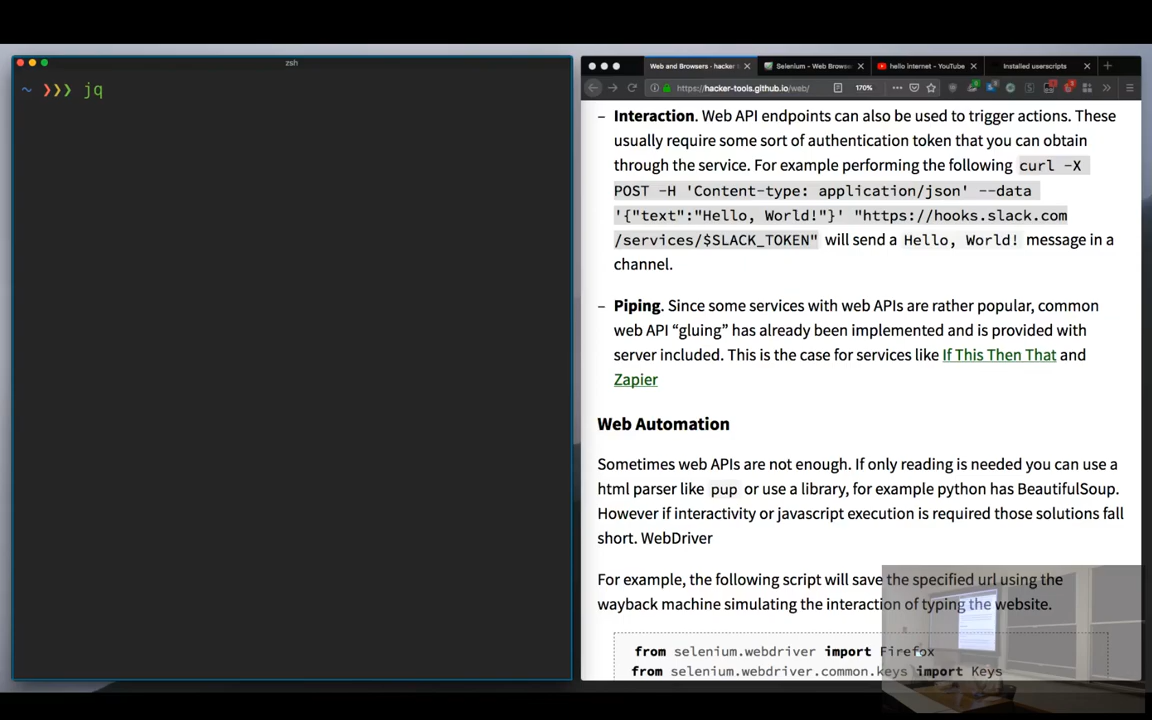 zsh
~ ❯❯❯ jq
Web and Browsers - hacker
Selenium - Web Brows
hello internet - YouTube
Installed userscripts
https://hacker-tools.github.io/web/
170%
– Interaction. Web API endpoints can also be used to trigger actions. These
usually require some sort of authentication token that you can obtain
through the service. For example performing the following curl -X
POST -H 'Content-type: application/json' --data
'{"text":"Hello, World!"}' "https://hooks.slack.com
/services/$SLACK_TOKEN" will send a Hello, World! message in a
channel.
– Piping. Since some services with web APIs are rather popular, common
web API “gluing” has already been implemented and is provided with
server included. This is the case for services like If This Then That and
Zapier
Web Automation
Sometimes web APIs are not enough. If only reading is needed you can use a
html parser like pup or use a library, for example python has BeautifulSoup.
However if interactivity or javascript execution is required those solutions fall
short. WebDriver
For example, the following script will save the specified url using the
wayback machine simulating the interaction of typing the website.
from selenium.webdriver import Firefox
from selenium.webdriver.common.keys import Keys